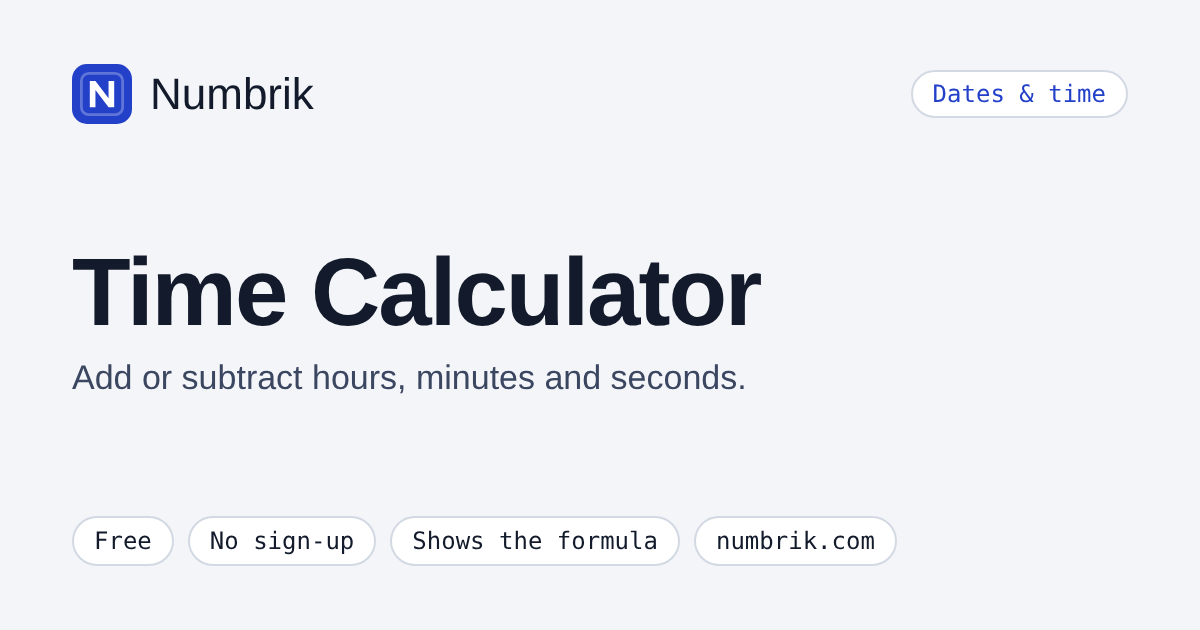 N Numbrik
Dates & time
Time Calculator
Add or subtract hours, minutes and seconds.
Free
No sign-up
Shows the formula
numbrik.com